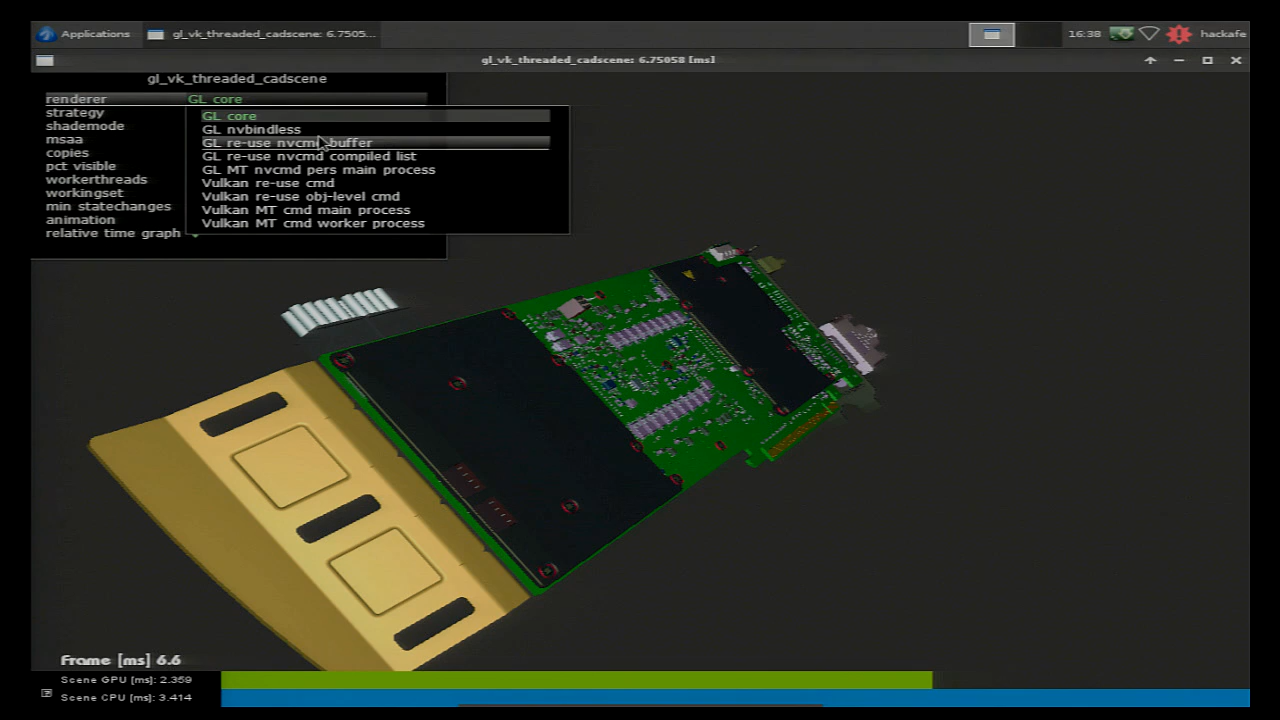 Applications
gl_vk_threaded_cadscene: 6.7505...
16:38
hackafe
gl_vk_threaded_cadscene: 6.75058 [ms]
gl_vk_threaded_cadscene
renderer GL core
strategy
shademode
msaa
copies
pct visible
workerthreads
workingset
min statechanges
animation
relative time graph
GL core
GL nvbindless
GL re-use nvcmd buffer
GL re-use nvcmd compiled list
GL MT nvcmd pers main process
Vulkan re-use cmd
Vulkan re-use obj-level cmd
Vulkan MT cmd main process
Vulkan MT cmd worker process
Frame [ms] 6.6
Scene GPU [ms]: 2.359
Scene CPU [ms]: 3.414